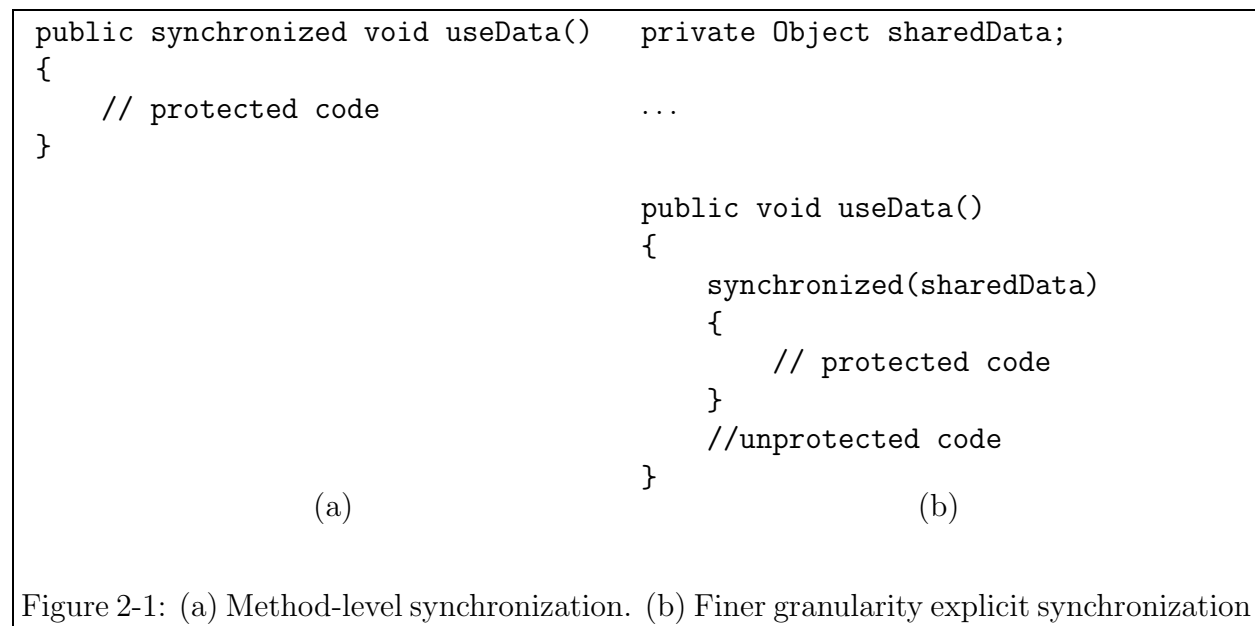 public synchronized void useData()
{
// protected code
}
(a)
private Object sharedData;
...
public void useData()
{
synchronized(sharedData)
{
// protected code
}
//unprotected code
}
(b)
Figure 2-1: (a) Method-level synchronization. (b) Finer granularity explicit synchronization